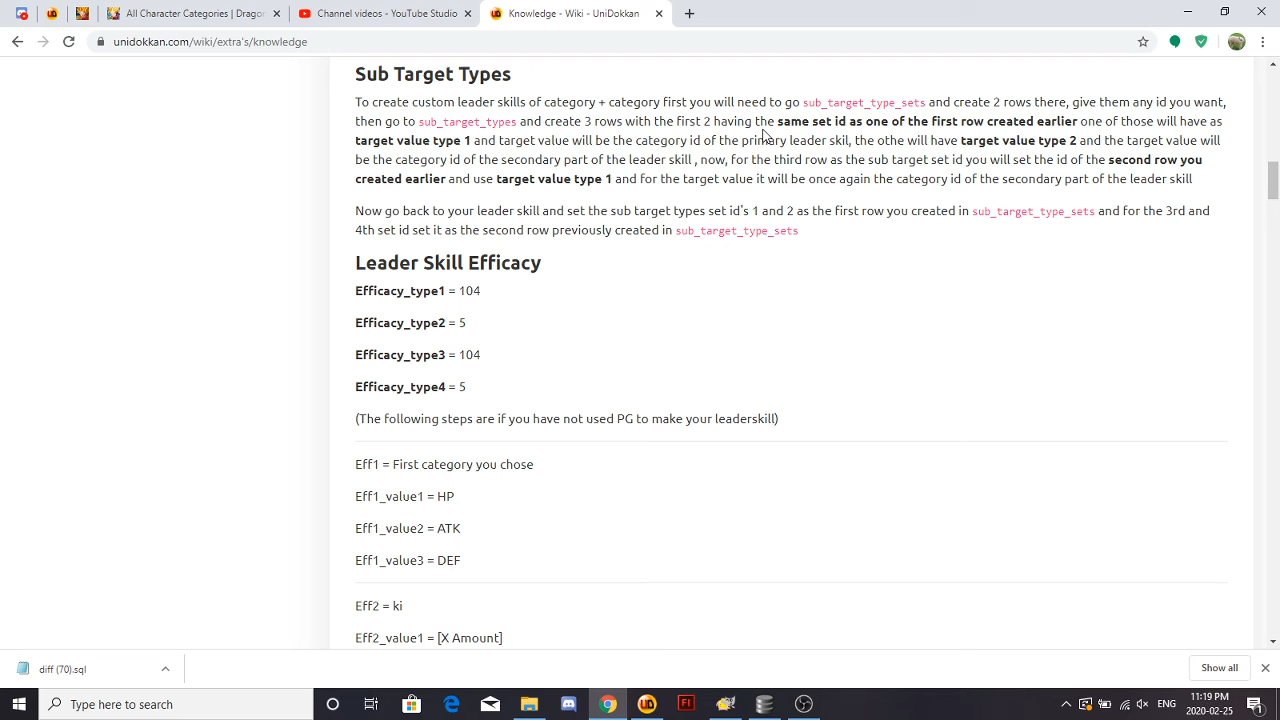 All Character Categories | Dragon
Channel videos - YouTube Studio
Knowledge - Wiki - UniDokkan
unidokkan.com/wiki/extra's/knowledge
Sub Target Types
To create custom leader skills of category + category first you will need to go sub_target_type_sets and create 2 rows there, give them any id you want,
then go to sub_target_types and create 3 rows with the first 2 having the same set id as one of the first row created earlier one of those will have as
target value type 1 and target value will be the category id of the primary leader skil, the othe will have target value type 2 and the target value will
be the category id of the secondary part of the leader skill , now, for the third row as the sub target set id you will set the id of the second row you
created earlier and use target value type 1 and for the target value it will be once again the category id of the secondary part of the leader skill
Now go back to your leader skill and set the sub target types set id's 1 and 2 as the first row you created in sub_target_type_sets and for the 3rd and
4th set id set it as the second row previously created in sub_target_type_sets
Leader Skill Efficacy
Efficacy_type1 = 104
Efficacy_type2 = 5
Efficacy_type3 = 104
Efficacy_type4 = 5
(The following steps are if you have not used PG to make your leaderskill)
Eff1 = First category you chose
Eff1_value1 = HP
Eff1_value2 = ATK
Eff1_value3 = DEF
Eff2 = ki
Eff2_value1 = [X Amount]
diff (70).sql
Show all
Type here to search
ENG
11:19 PM
2020-02-25